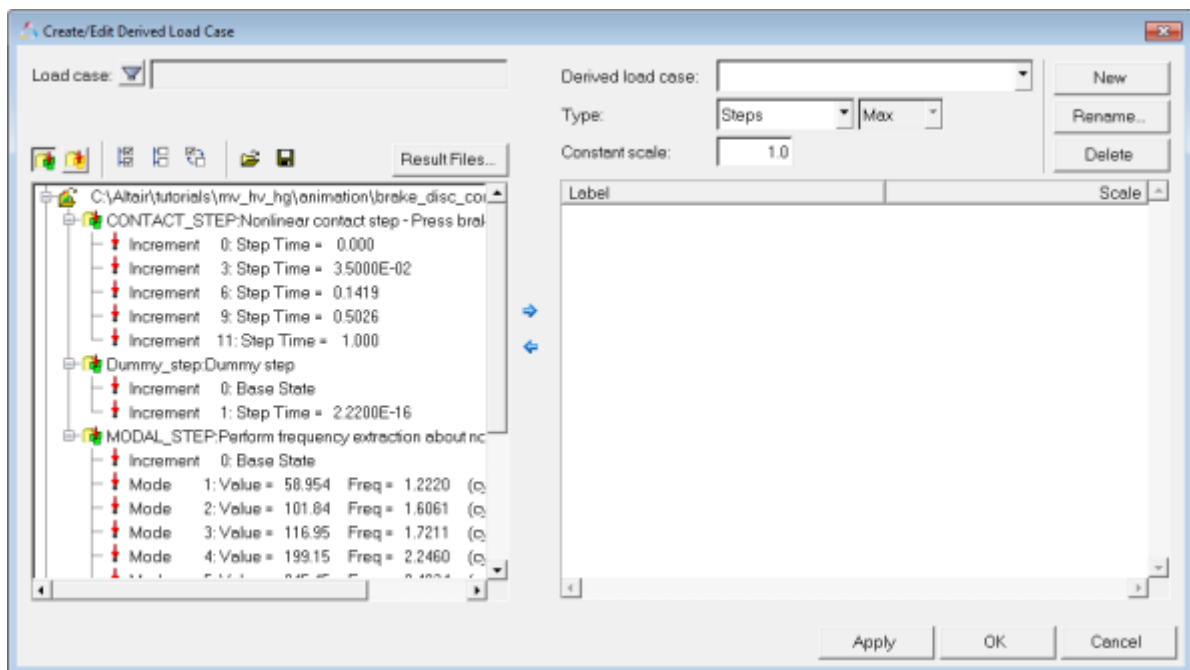 Create/Edit Derived Load Case
Load case:
Derived load case:
New
Type:
Steps
Max
Rename...
Constant scale:
1.0
Delete
Result Files...
Label
Scale
C:\Altair\tutorials\mv_hv_hg\animation\brake_disc_co
CONTACT_STEP:Nonlinear contact step - Press bra
Increment 0: Step Time = 0.000
Increment 3: Step Time = 3.5000E-02
Increment 6: Step Time = 0.1419
Increment 9: Step Time = 0.5026
Increment 11: Step Time = 1.000
Dummy_step:Dummy step
Increment 0: Base State
Increment 1: Step Time = 2.2200E-16
MODAL_STEP:Perform frequency extraction about
Increment 0: Base State
Mode 1: Value = 58.954 Freq = 1.2220
Mode 2: Value = 101.84 Freq = 1.6061
Mode 3: Value = 116.95 Freq = 1.7211
Mode 4: Value = 199.15 Freq = 2.2460
Apply
OK
Cancel